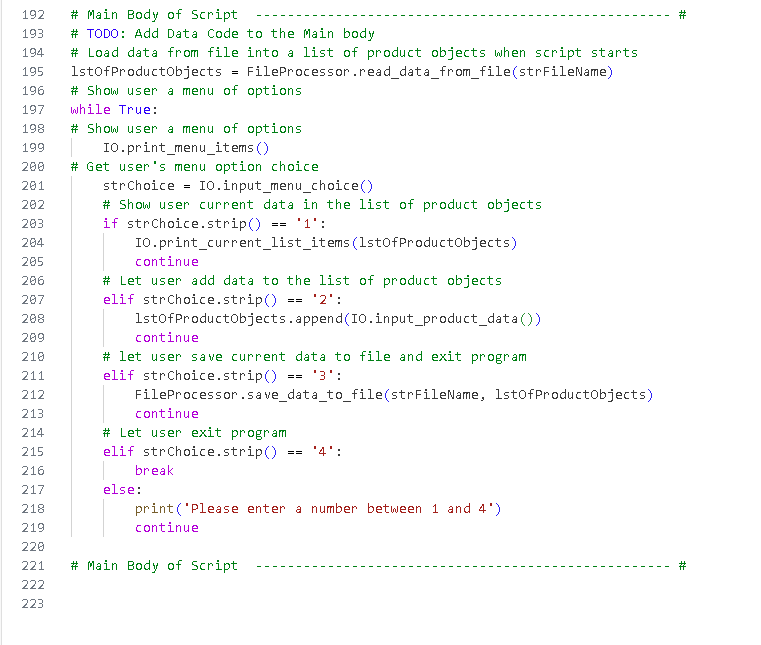 192 # Main Body of Script ---------------------------------------------------- #
193 # TODO: Add Data Code to the Main body
194 # Load data from file into a list of product objects when script starts
195 lstOfProductObjects = FileProcessor.read_data_from_file(strFileName)
196 # Show user a menu of options
197 while True:
198 # Show user a menu of options
199     IO.print_menu_items()
200 # Get user's menu option choice
201     strChoice = IO.input_menu_choice()
202     # Show user current data in the list of product objects
203     if strChoice.strip() == '1':
204         IO.print_current_list_items(lstOfProductObjects)
205         continue
206     # Let user add data to the list of product objects
207     elif strChoice.strip() == '2':
208         lstOfProductObjects.append(IO.input_product_data())
209         continue
210     # let user save current data to file and exit program
211     elif strChoice.strip() == '3':
212         FileProcessor.save_data_to_file(strFileName, lstOfProductObjects)
213         continue
214     # Let user exit program
215     elif strChoice.strip() == '4':
216         break
217     else:
218         print('Please enter a number between 1 and 4')
219         continue
220
221 # Main Body of Script ---------------------------------------------------- #
222
223